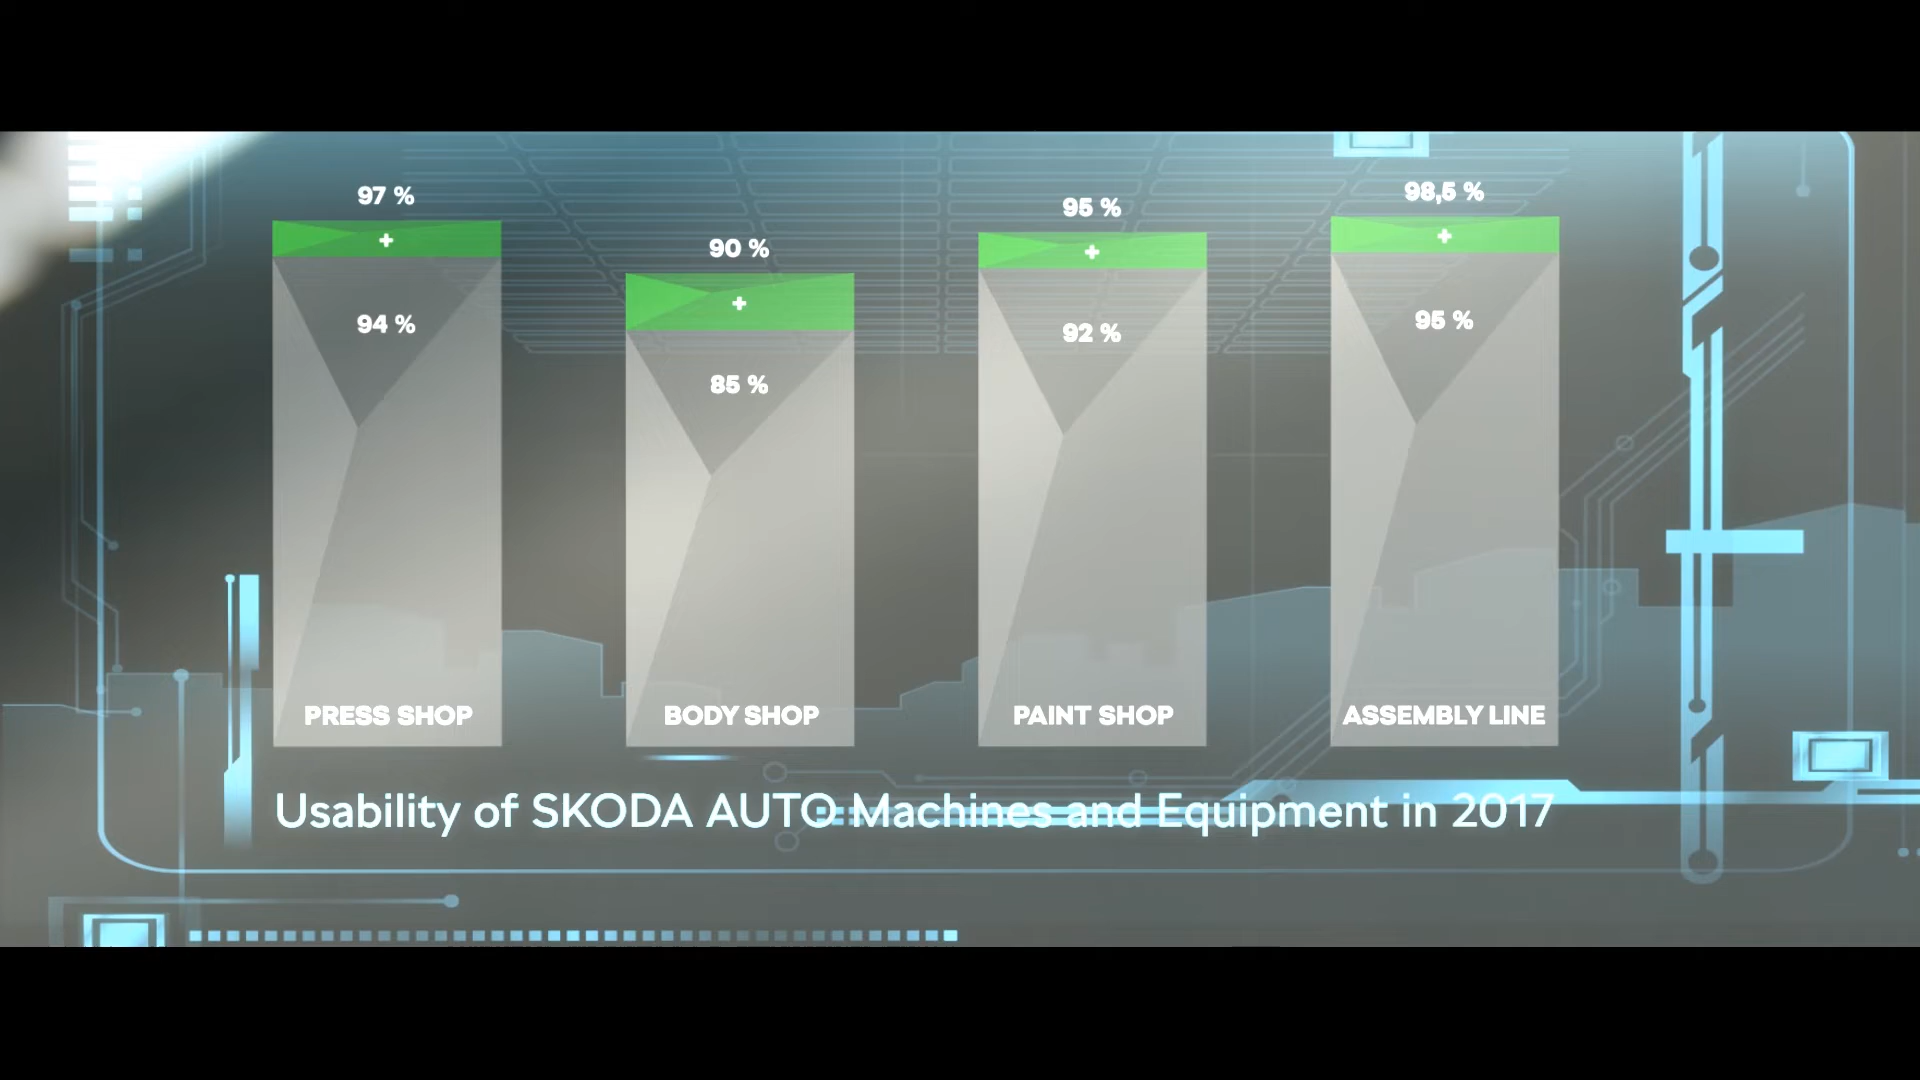 97 %
+
94 %
PRESS SHOP
90 %
+
85 %
BODY SHOP
95 %
+
92 %
PAINT SHOP
98,5 %
+
95 %
ASSEMBLY LINE
Usability of SKODA AUTO Machines and Equipment in 2017